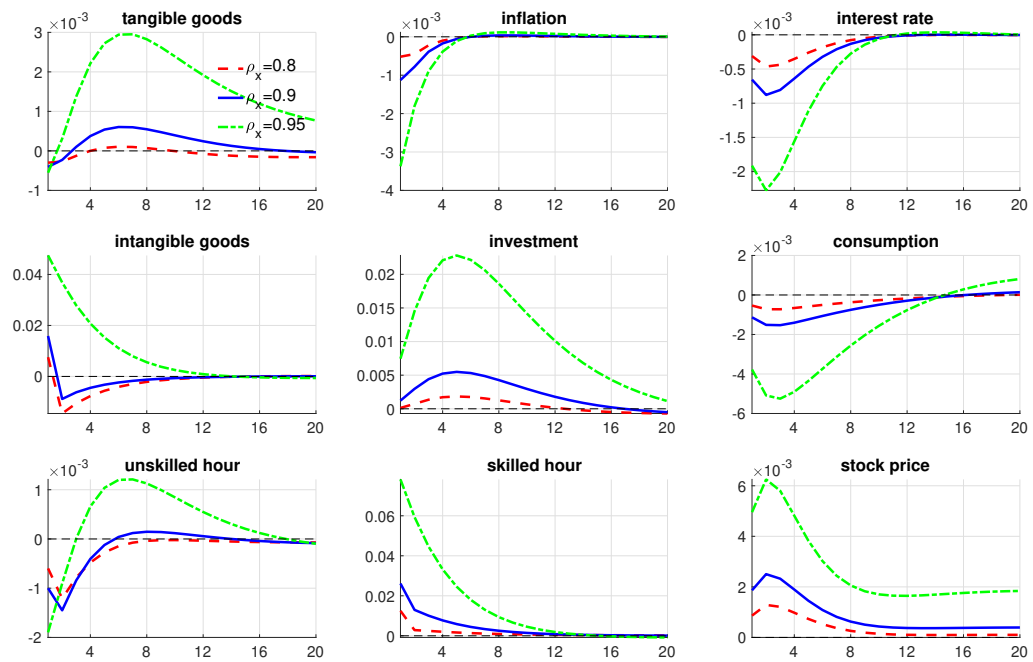 tangible goods
×10⁻³
3
2
1
0
-1
4 8 12 16 20
ρx=0.8
ρx=0.9
ρx=0.95
inflation
×10⁻³
0
-1
-2
-3
-4
4 8 12 16 20
interest rate
×10⁻³
0
-0.5
-1
-1.5
-2
4 8 12 16 20
intangible goods
0.04
0.02
0
4 8 12 16 20
investment
0.02
0.015
0.01
0.005
0
4 8 12 16 20
consumption
×10⁻³
2
0
-2
-4
-6
4 8 12 16 20
unskilled hour
×10⁻³
1
0
-1
-2
4 8 12 16 20
skilled hour
0.06
0.04
0.02
0
4 8 12 16 20
stock price
×10⁻³
6
4
2
0
4 8 12 16 20